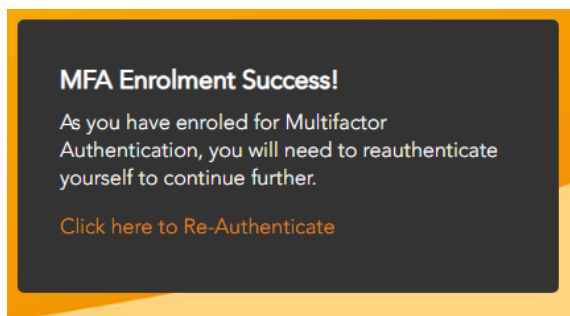 MFA Enrolment Success!
As you have enroled for Multifactor
Authentication, you will need to reauthenticate
yourself to continue further.
Click here to Re-Authenticate